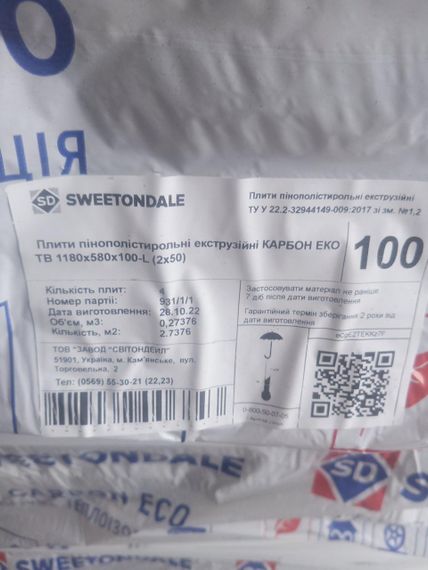 О
ЦІЯ
SD SWEETONDALE
Плити пінополістирольні екструзійні
ТУ У 22.2-32944149-009:2017 зі зм. №1,2
Плити пінополістирольні екструзійні КАРБОН ЕКО
ТВ 1180х580х100-L (2х50)
100
Кількість плит: 4
Номер партії: 931/1/1
Дата виготовлення: 28.10.22
Об'єм, м3: 0,27376
Кількість, м2: 2.7376
Застосовувати матеріал не раніше
7 діб після дати виготовлення
Гарантійний термін зберігання 2 роки від
дати виготовлення
ТОВ "ЗАВОД "СВІТОНДЕЙЛ"
51901, Україна, м. Кам'янське, вул.
Торговельна, 2
Тел: (0569) 55-30-21 (22,23)
SWEETONDALE
SD SWEE
CARBON ECO
ТЕПЛОІЗО
SWEETONDALE